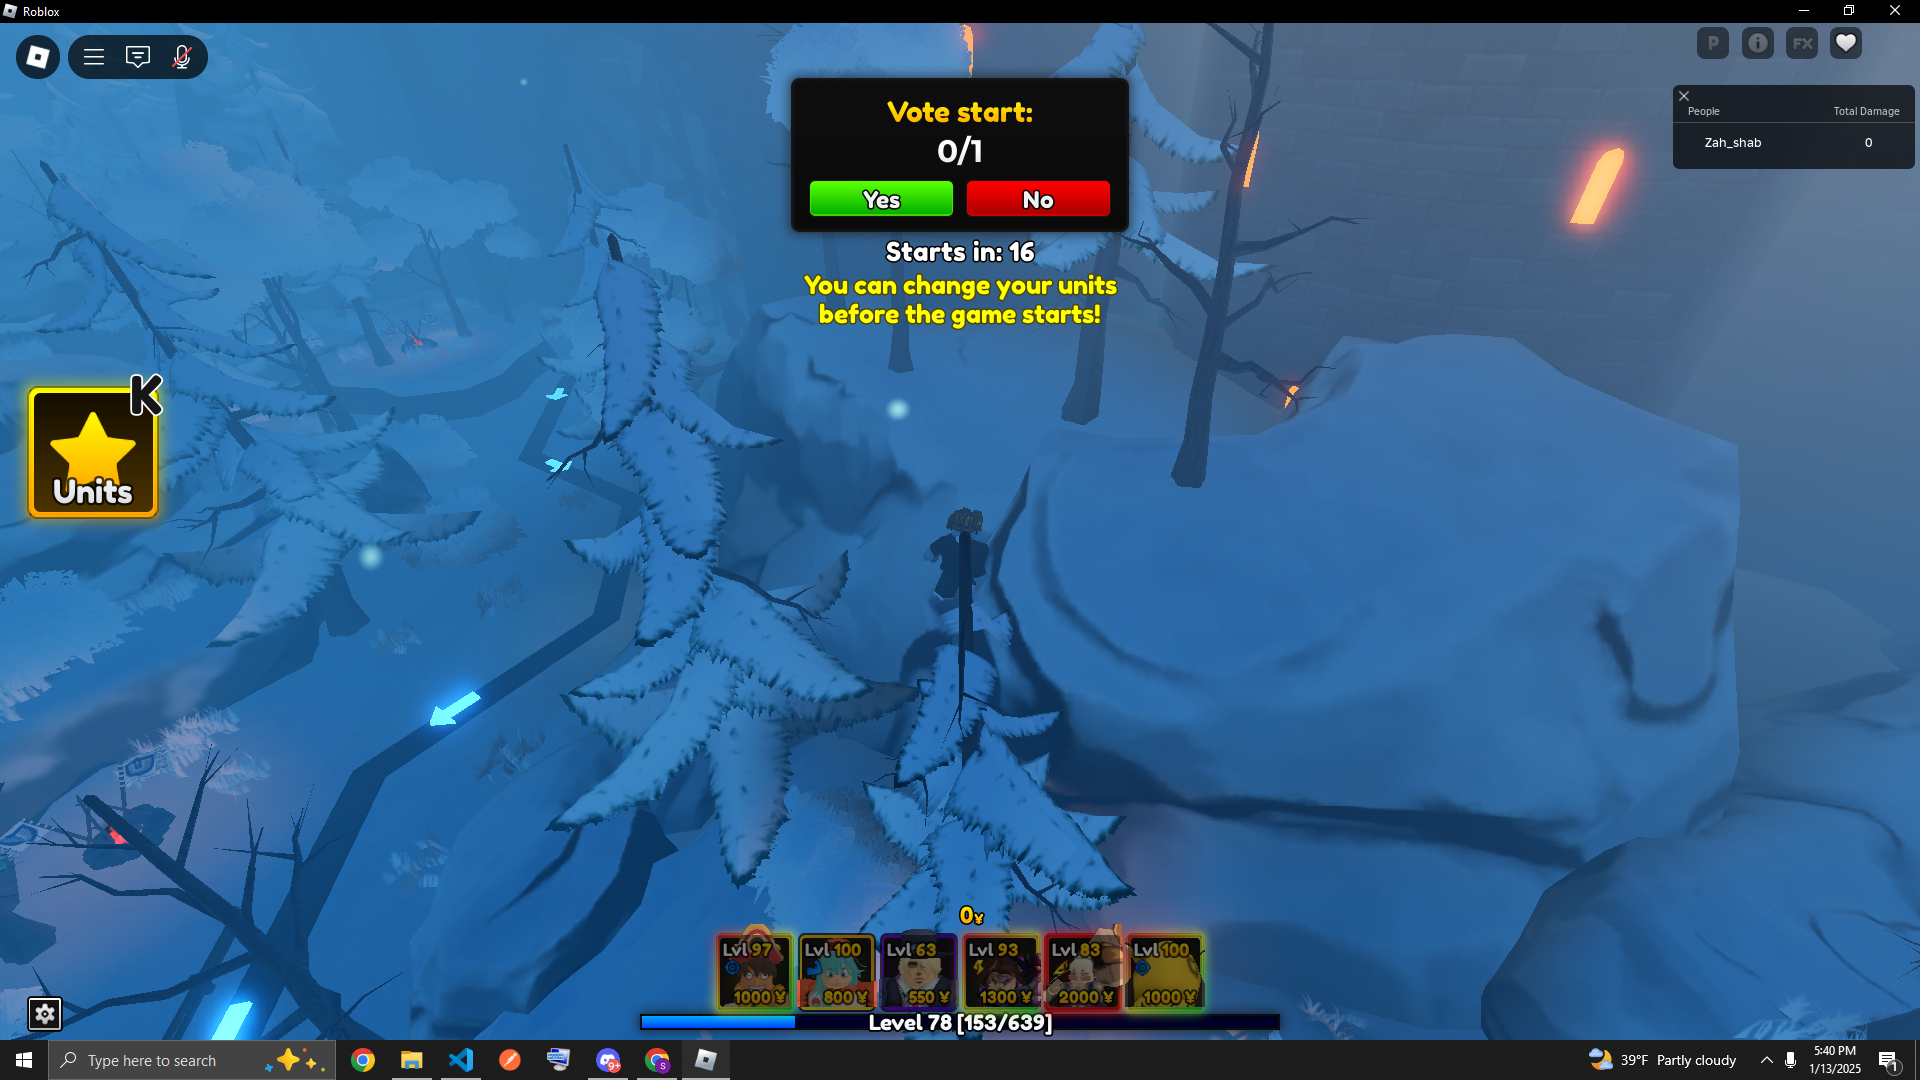 Roblox
P
FX
Vote start:
0/1
Yes
No
Starts in: 16
You can change your units
before the game starts!
People
Total Damage
Zah_shab
0
K
Units
0¥
Lvl 97
1000 ¥
Lvl 100
800 ¥
Lvl 63
550 ¥
Lvl 93
1300 ¥
Lvl 83
2000 ¥
Lvl 100
1000 ¥
Level 78 [153/639]
Type here to search
9+
S
39°F Partly cloudy
5:40 PM
1/13/2025
1